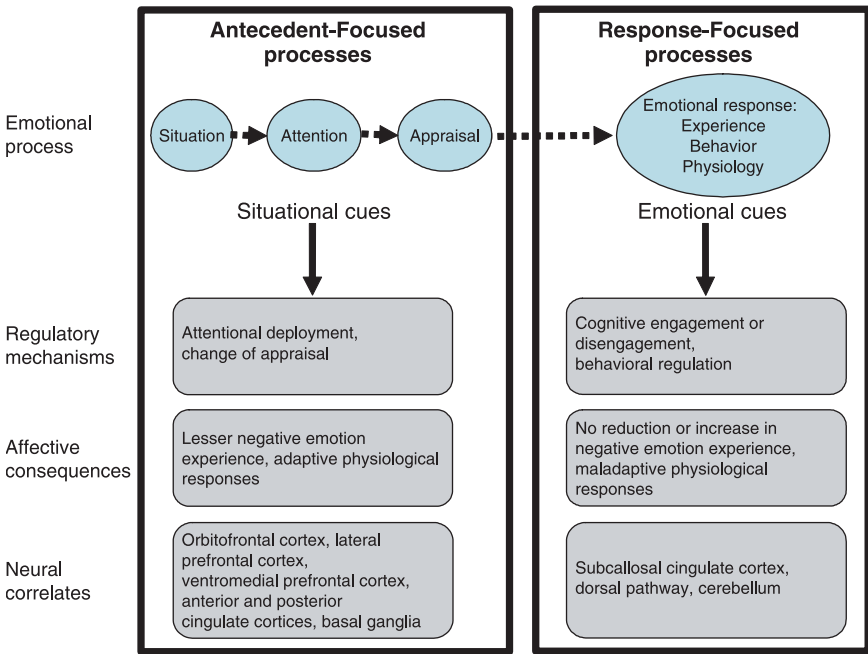 Antecedent-Focused
processes
Response-Focused
processes
Emotional
process
Situation
Attention
Appraisal
Emotional response:
Experience
Behavior
Physiology
Situational cues
Emotional cues
Regulatory
mechanisms
Attentional deployment,
change of appraisal
Cognitive engagement or
disengagement,
behavioral regulation
Affective
consequences
Lesser negative emotion
experience, adaptive physiological
responses
No reduction or increase in
negative emotion experience,
maladaptive physiological
responses
Neural
correlates
Orbitofrontal cortex, lateral
prefrontal cortex,
ventromedial prefrontal cortex,
anterior and posterior
cingulate cortices, basal ganglia
Subcallosal cingulate cortex,
dorsal pathway, cerebellum